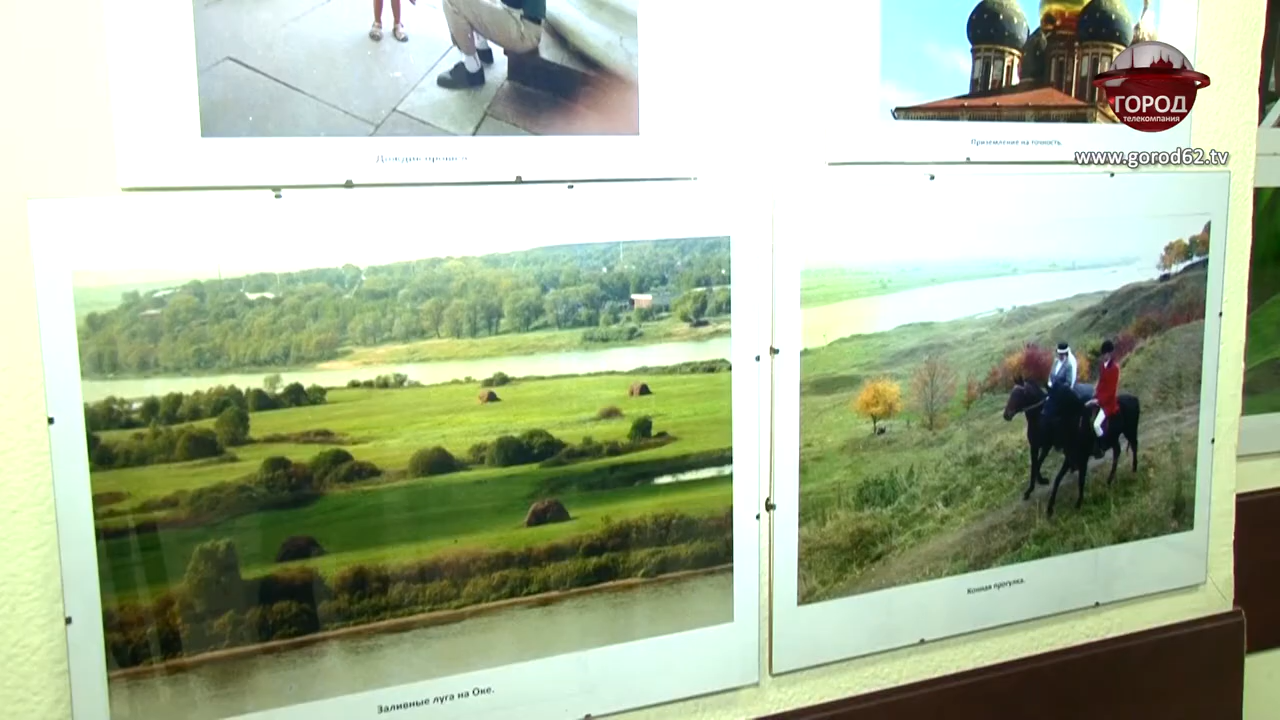 ГОРОД
телекомпания
www.gorod62.tv
Приземление на точность.
Конная прогулка.
Заливные луга на Оке.